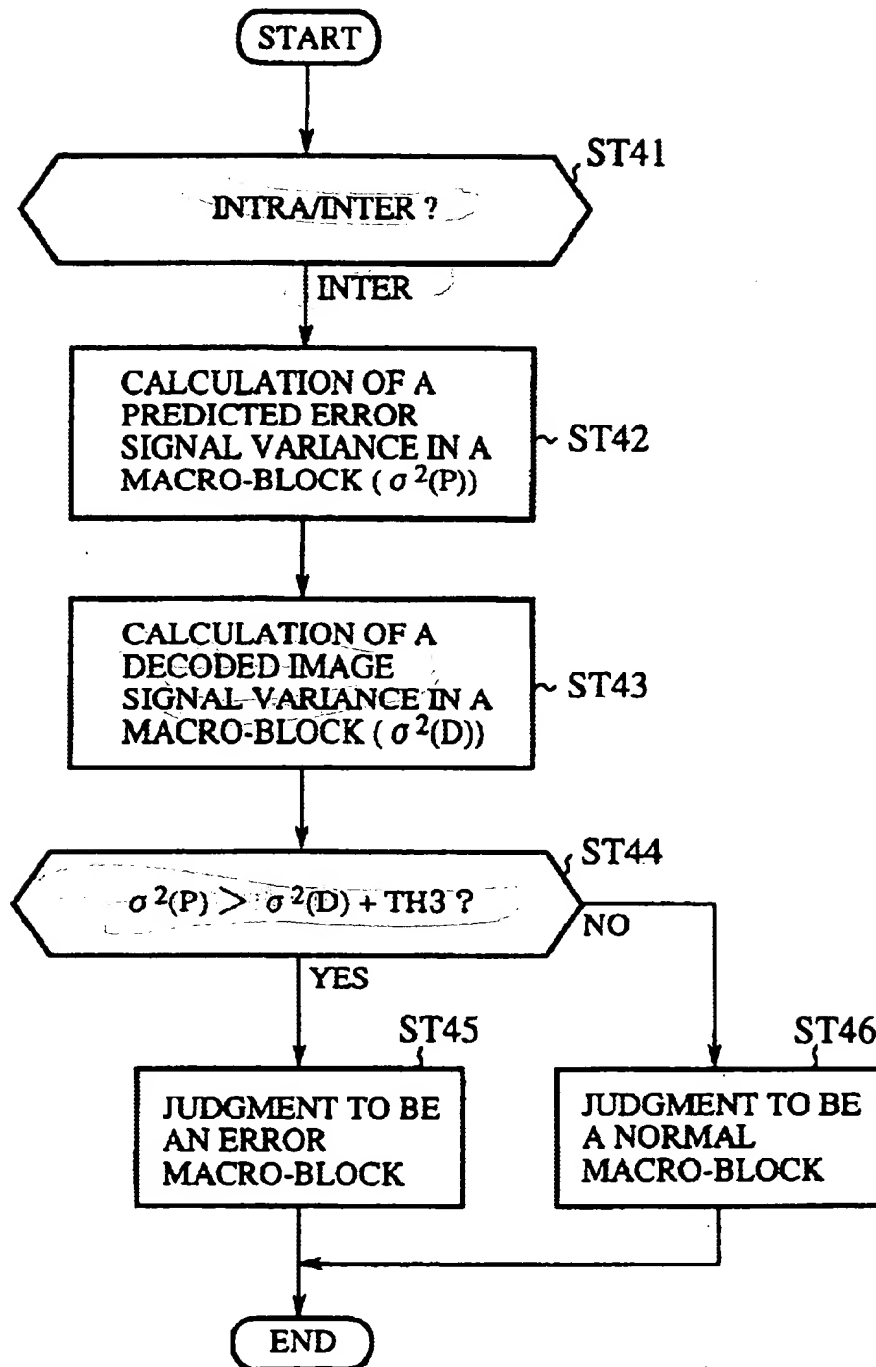 START
ST41
INTRA/INTER ?
INTER
CALCULATION OF A
PREDICTED ERROR
SIGNAL VARIANCE IN A
MACRO-BLOCK ( σ ²(P))
ST42
CALCULATION OF A
DECODED IMAGE
SIGNAL VARIANCE IN A
MACRO-BLOCK ( σ ²(D))
ST43
ST44
σ ²(P) > σ ²(D) + TH3 ?
NO
YES
ST45
JUDGMENT TO BE
AN ERROR
MACRO-BLOCK
ST46
JUDGMENT TO BE
A NORMAL
MACRO-BLOCK
END